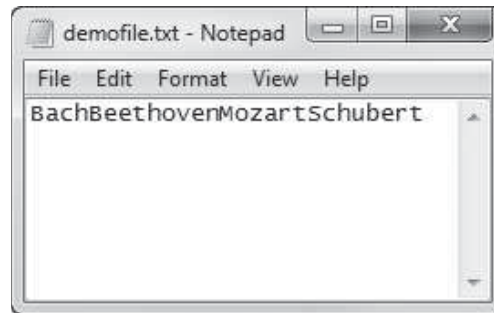 demofile.txt - Notepad
File Edit Format View Help
BachBeethovenMozartSchubert